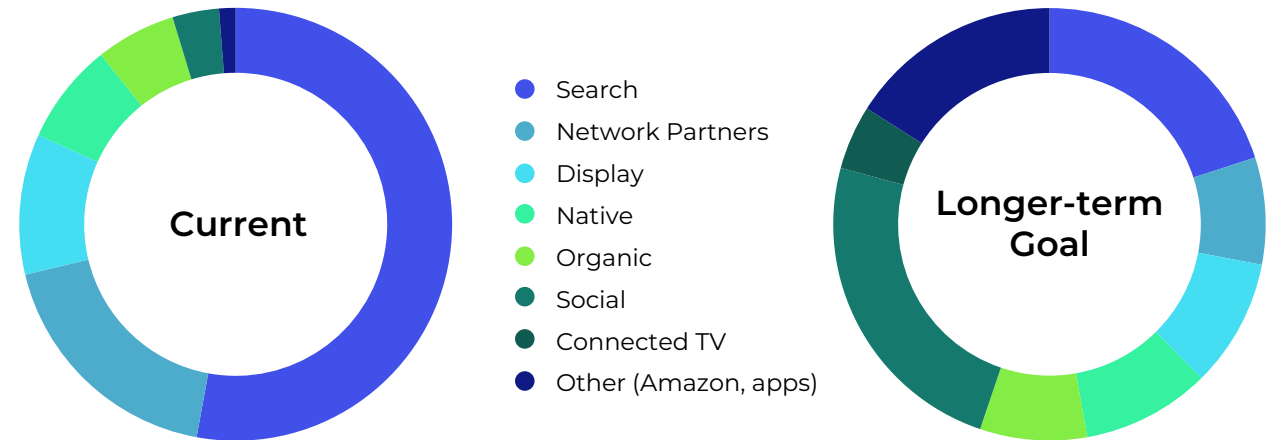 Current
Search
Network Partners
Display
Native
Organic
Social
Connected TV
Other (Amazon, apps)
Longer-term
Goal